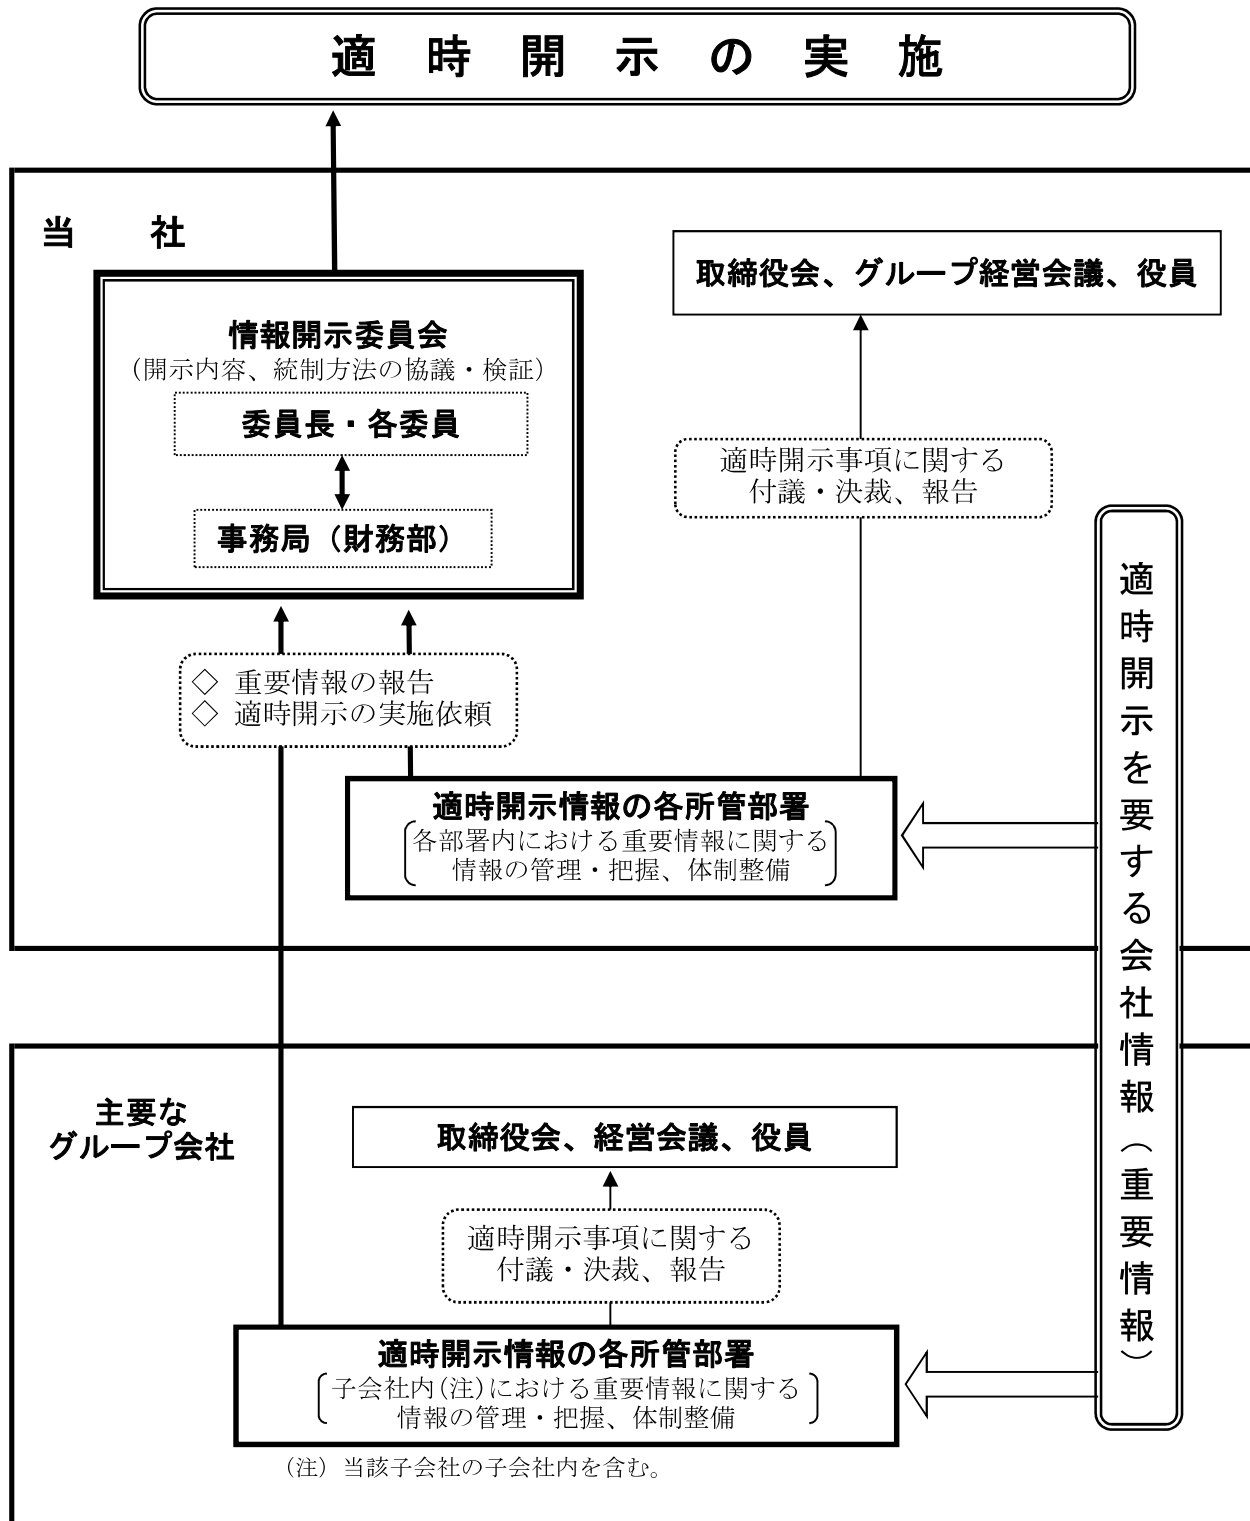 適時開示の実施
当　　社
取締役会、グループ経営会議、役員
情報開示委員会
（開示内容、統制方法の協議・検証）
委員長・各委員
事務局（財務部）
適時開示事項に関する
付議・決裁、報告
◇ 重要情報の報告
◇ 適時開示の実施依頼
適時開示情報の各所管部署
各部署内における重要情報に関する
情報の管理・把握、体制整備
適時開示を要する会社情報（重要情報）
主要な
グループ会社
取締役会、経営会議、役員
適時開示事項に関する
付議・決裁、報告
適時開示情報の各所管部署
子会社内(注)における重要情報に関する
情報の管理・把握、体制整備
（注）当該子会社の子会社内を含む。